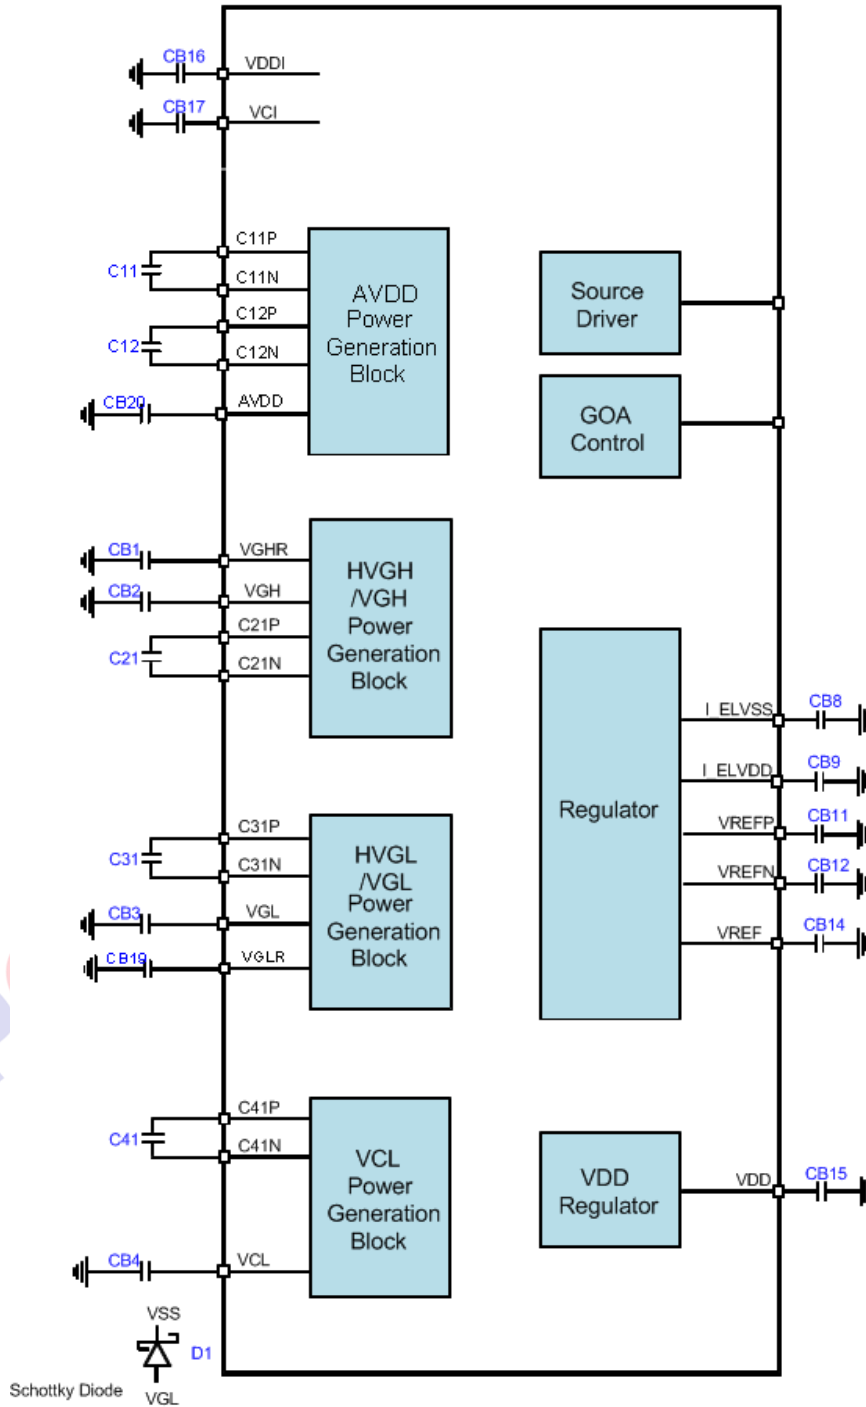 CB16
VDDI
CB17
VCI
C11P
C11
C11N
C12P
C12
C12N
CB20
AVDD
AVDD
Power
Generation
Block
Source
Driver
GOA
Control
CB1
VGHR
CB2
VGH
C21P
C21
C21N
HVGH
/VGH
Power
Generation
Block
C31P
C31
C31N
CB3
VGL
CB19
VGLR
HVGL
/VGL
Power
Generation
Block
Regulator
I_ELVSS
CB8
I_ELVDD
CB9
VREFP
CB11
VREFN
CB12
VREF
CB14
C41P
C41
C41N
CB4
VCL
VCL
Power
Generation
Block
VDD
Regulator
VDD
CB15
VSS
D1
Schottky Diode
VGL